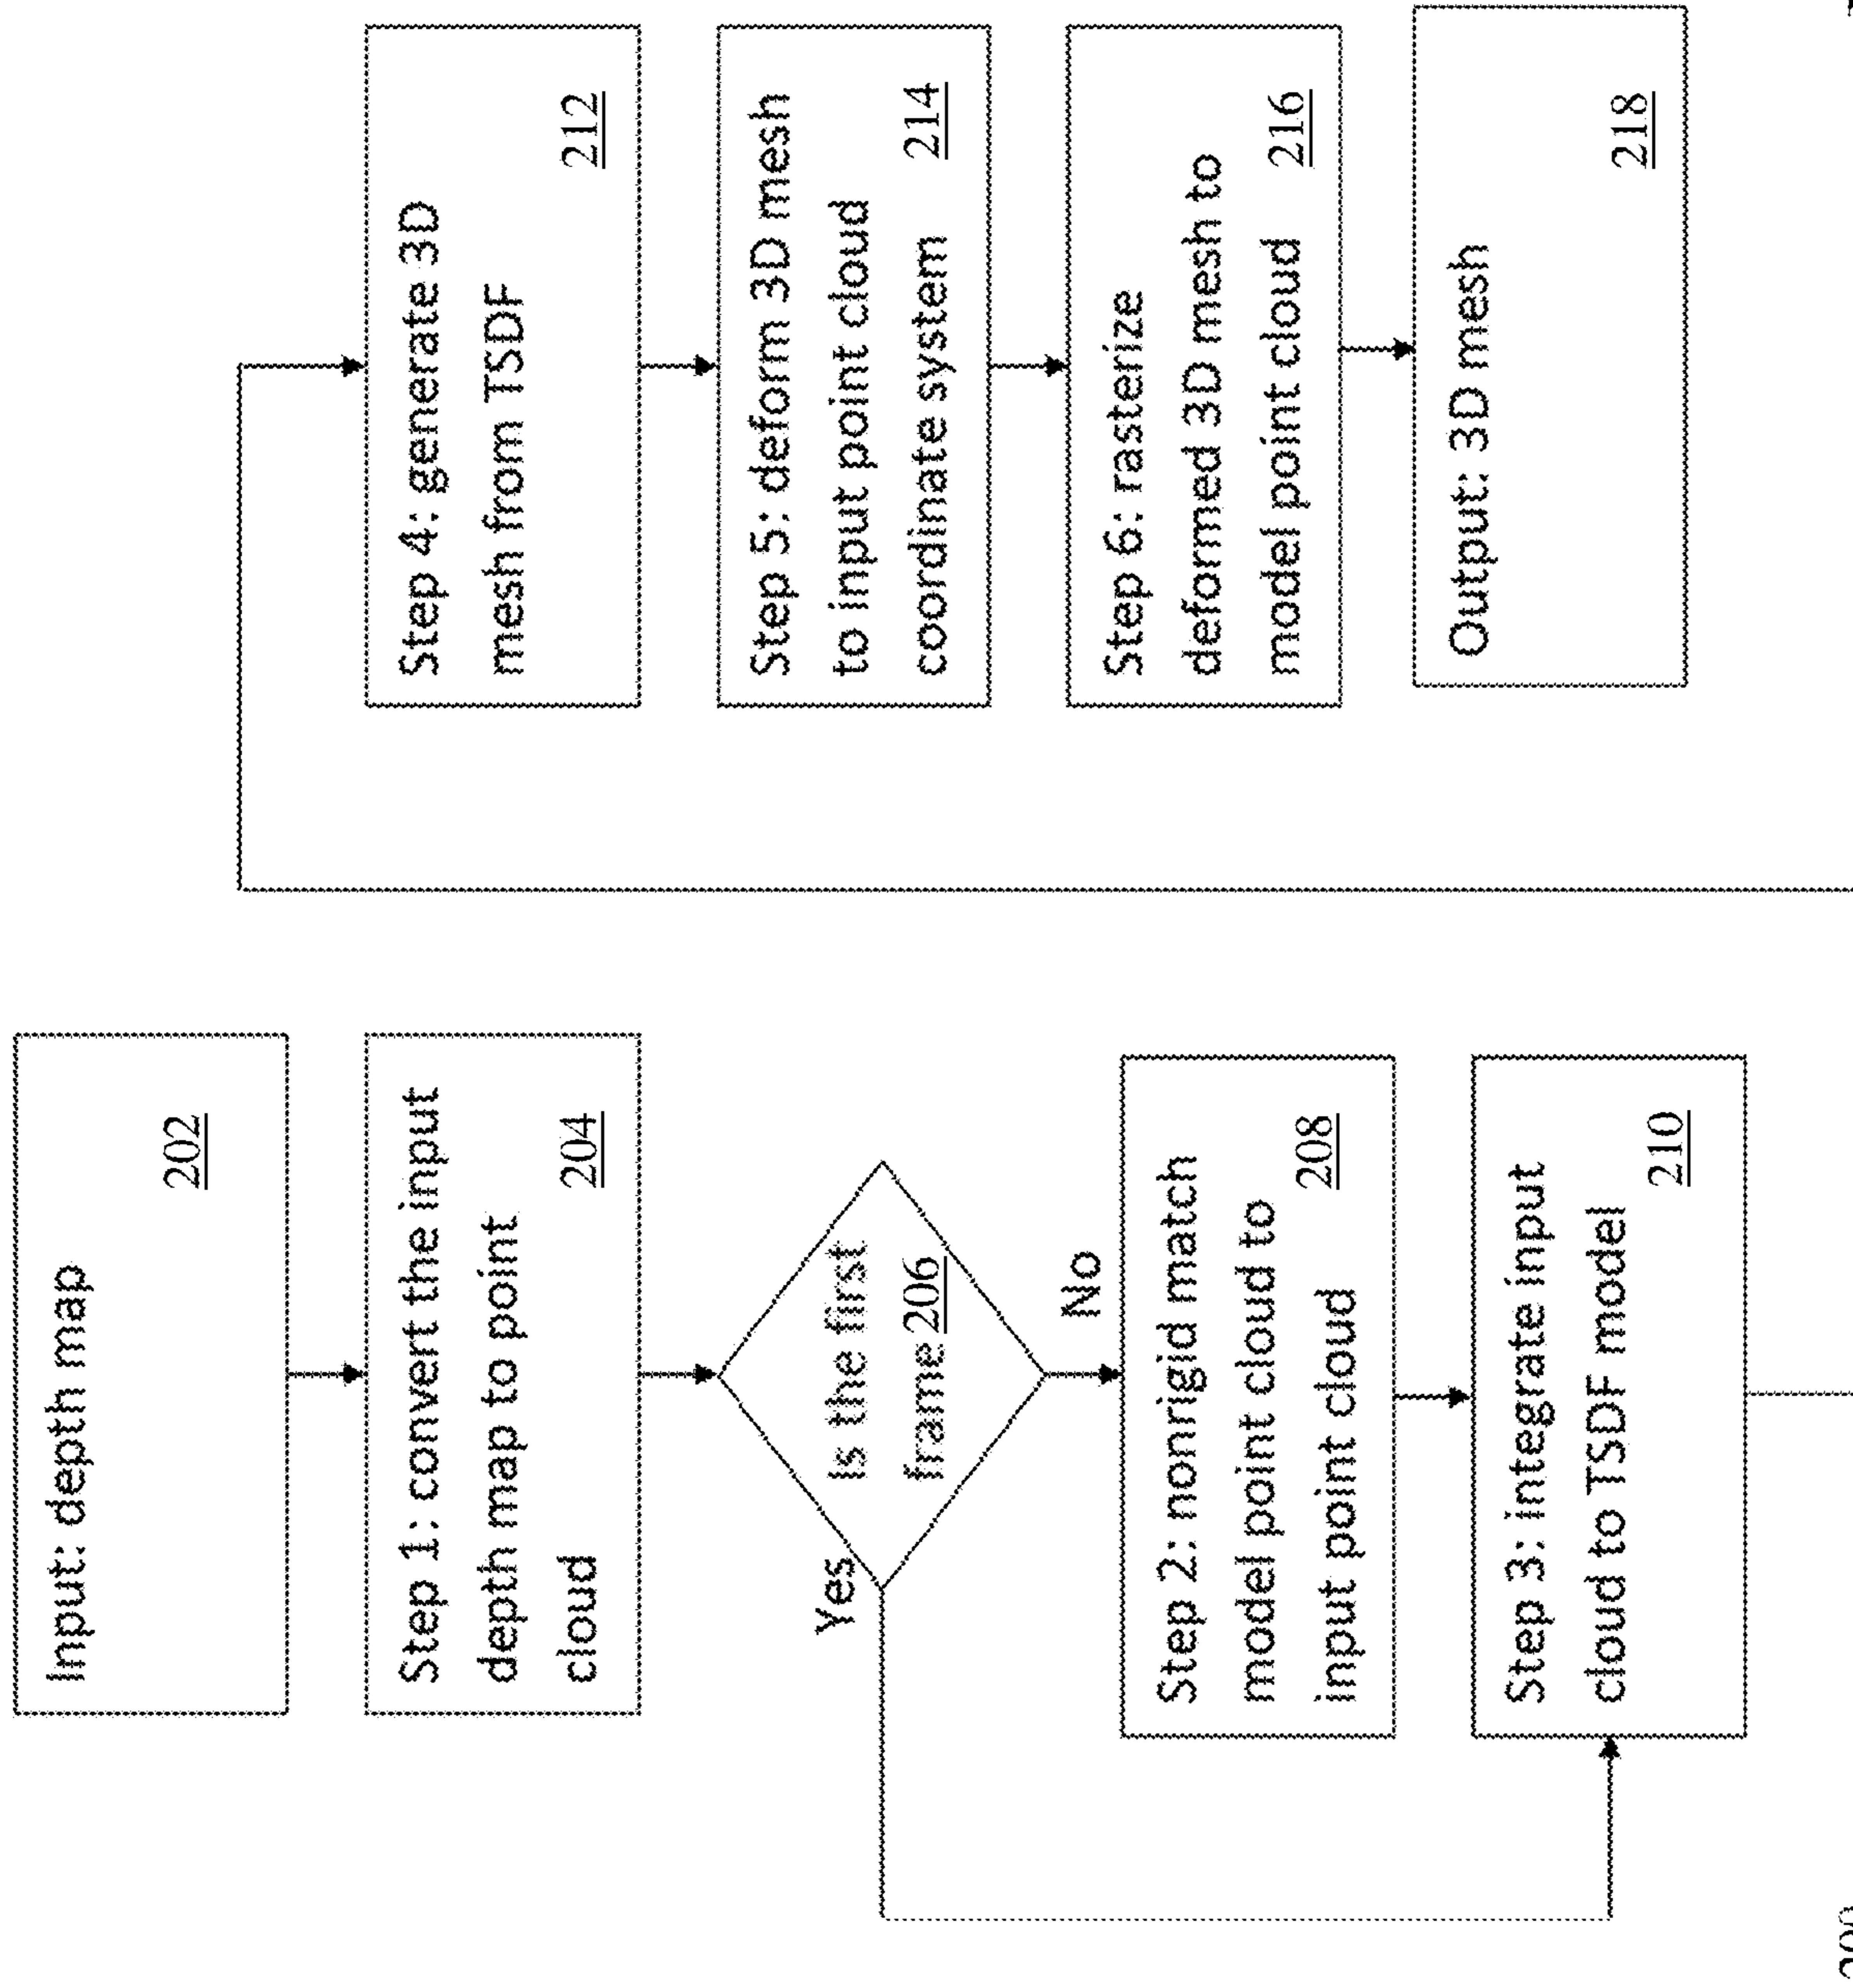 Input: depth map
202
Step 1: convert the input
depth map to point
cloud
204
is the first
frame 206
Yes
No
Step 2: nonrigid match
model point cloud to
input point cloud
208
Step 3: integrate input
cloud to TSDF model
210
Step 4: generate 3D
mesh from TSDF
212
Step 5: deform 3D mesh
to input point cloud
coordinate system
214
Step 6: rasterize
deformed 3D mesh to
model point cloud
216
Output: 3D mesh
218